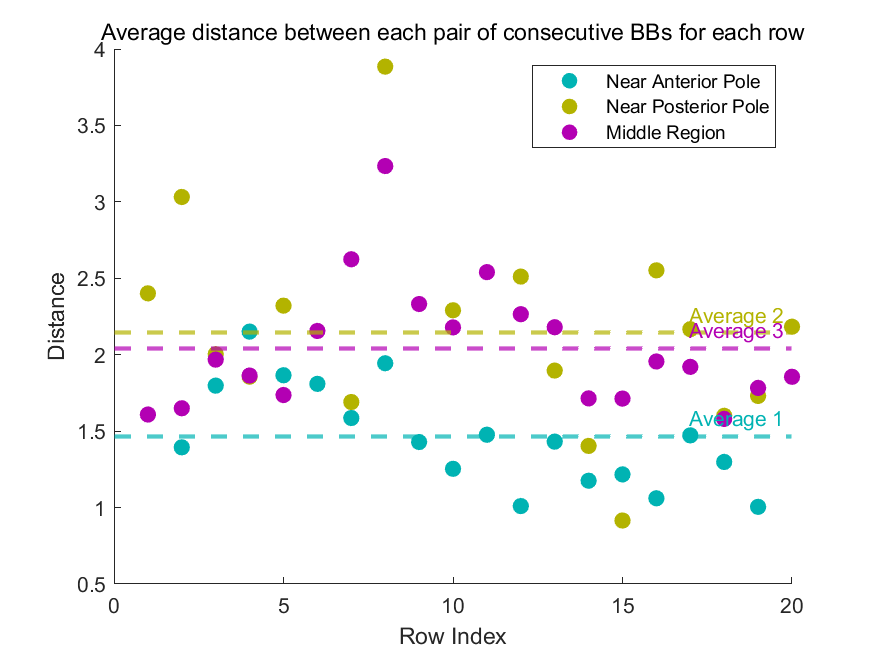 Average distance between each pair of consecutive BBs for each row
4
3.5
3
2.5
2
1.5
1
0.5
Distance
Near Anterior Pole
Near Posterior Pole
Middle Region
Average 2
Average 3
Average 1
0
5
10
15
20
Row Index